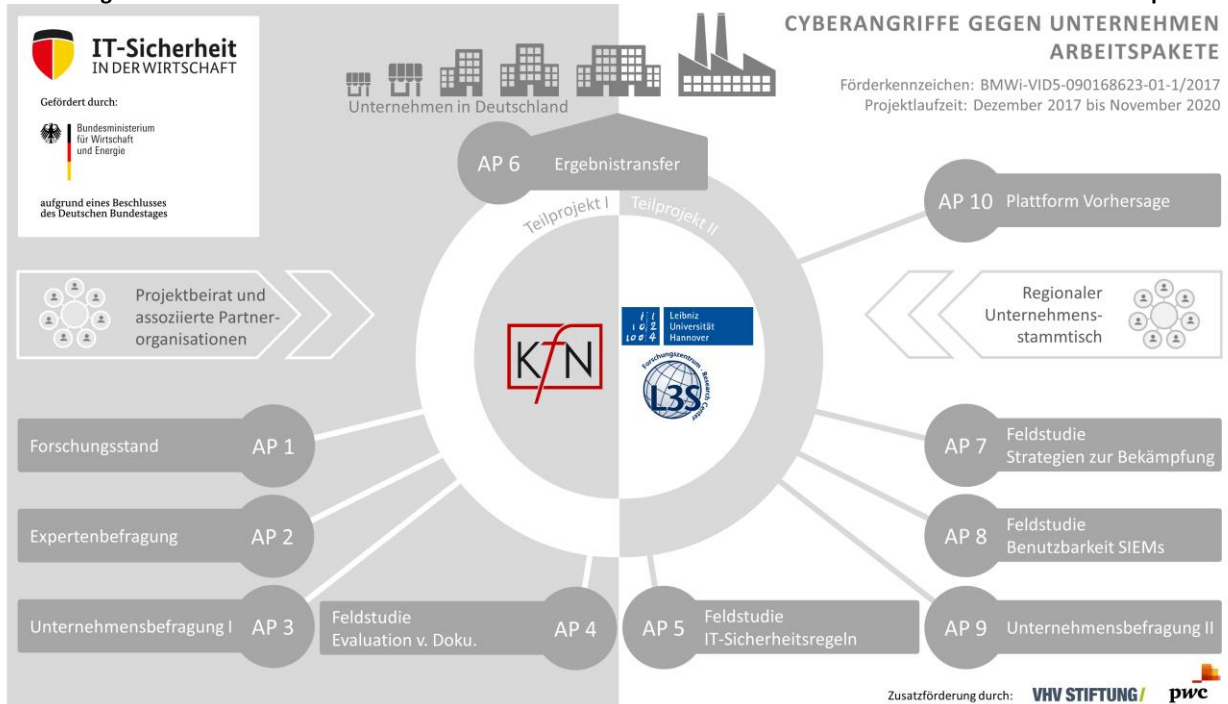 CYBERANGRIFFE GEGEN UNTERNEHMEN
ARBEITSPAKETE
Förderkennzeichen: BMWi-VID5-090168623-01-1/2017
Projektlaufzeit: Dezember 2017 bis November 2020
IT-Sicherheit
IN DER WIRTSCHAFT
Gefördert durch:
Bundesministerium
für Wirtschaft
und Energie
aufgrund eines Beschlusses
des Deutschen Bundestages
Unternehmen in Deutschland
AP 6 Ergebnistransfer
Teilprojekt I
Teilprojekt II
AP 10 Plattform Vorhersage
Projektbeirat und
assoziierte Partner-
organisationen
Regionaler
Unternehmens-
stammtisch
KfN
Leibniz
Universität
Hannover
Forschungszentrum · Research Center
L3S
Forschungsstand AP 1
Expertenbefragung AP 2
Unternehmensbefragung I AP 3
Feldstudie
Evaluation v. Doku.
AP 4
AP 5
Feldstudie
IT-Sicherheitsregeln
AP 7
Feldstudie
Strategien zur Bekämpfung
AP 8
Feldstudie
Benutzbarkeit SIEMs
AP 9 Unternehmensbefragung II
Zusatzförderung durch: VHV STIFTUNG/ pwc